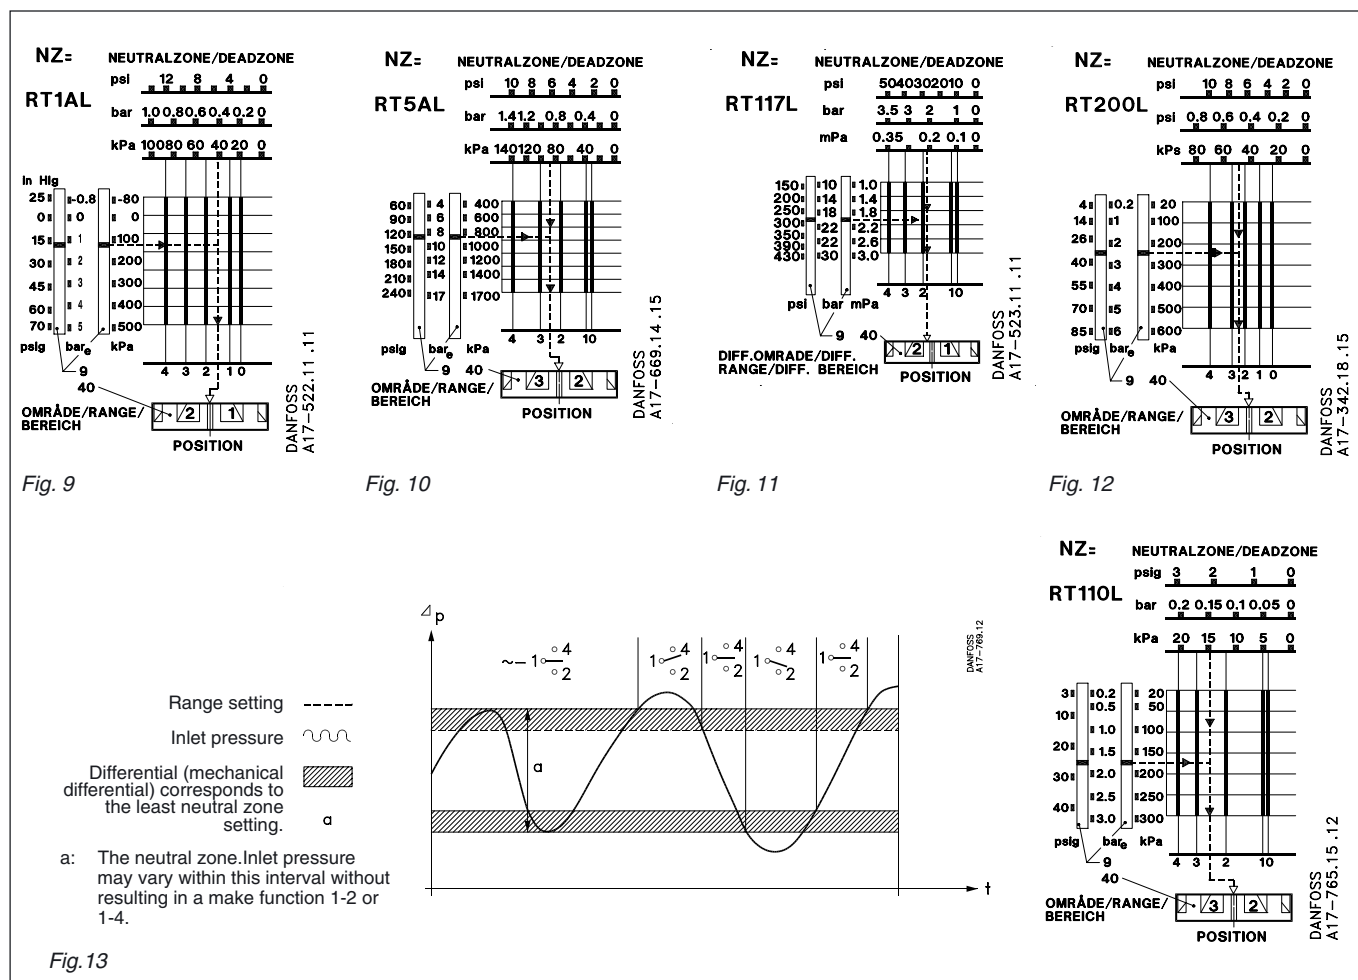 NZ= NEUTRALZONE/DEADZONE
RT1AL
psi 12 8 4 0
bar 1.0 0.8 0.6 0.4 0.2 0
kPa 100 80 60 40 20 0
In Hlg
25 -0.8 -80
0 0 0
15 1 100
30 2 200
45 3 300
60 4 400
70 5 500
psig bare kPa
4 3 2 1 0
9
40
OMRÅDE/RANGE/
BEREICH
2 1
POSITION
DANFOSS
A17-522.11.11
Fig. 9
NZ= NEUTRALZONE/DEADZONE
RT5AL
psi 10 8 6 4 2 0
bar 1.4 1.2 0.8 0.4 0
kPa 140 120 80 40 0
60 4 400
90 6 600
120 8 800
150 10 1000
180 12 1200
210 14 1400
240 17 1700
psig bare kPa
4 3 2 1 0
9
40
OMRÅDE/RANGE/
BEREICH
3 2
POSITION
DANFOSS
A17-669.14.15
Fig. 10
NZ= NEUTRALZONE/DEADZONE
RT117L
psi 50 40 30 20 10 0
bar 3.5 3 2 1 0
mPa 0.35 0.2 0.1 0
150 10 1.0
200 14 1.4
250 18 1.8
300 22 2.2
350 22 2.6
390 30 3.0
430
psi bar mPa
4 3 2 1 0
9
40
DIFF.OMRADE/DIFF.
RANGE/DIFF. BEREICH
2 1
POSITION
DANFOSS
A17-523.11.11
Fig. 11
NZ= NEUTRALZONE/DEADZONE
RT200L
psi 10 8 6 4 2 0
psi 0.8 0.6 0.4 0.2 0
kPs 80 60 40 20 0
4 0.2 20
14 1 100
26 2 200
40 3 300
55 4 400
70 5 500
85 6 600
psig bare kPa
4 3 2 1 0
9
40
OMRÅDE/RANGE/
BEREICH
3 2
POSITION
DANFOSS
A17-342.18.15
Fig. 12
NZ= NEUTRALZONE/DEADZONE
RT110L
psig 3 2 1 0
bar 0.2 0.15 0.1 0.05 0
kPa 20 15 10 5 0
3 0.2 20
0.5 50
10 1.0 100
20 1.5 150
30 2.0 200
2.5 250
40 3.0 300
psig bare kPa
4 3 2 1 0
9
40
OMRÅDE/RANGE/
BEREICH
3 2
POSITION
DANFOSS
A17-765.15.12
Δp
~– 1 4 2
1 4 2
1 4 2
1 4 2
1 4 2
a
t
DANFOSS
A17-769.12
Range setting
Inlet pressure
Differential (mechanical
differential) corresponds to
the least neutral zone
setting.
a
a: The neutral zone.Inlet pressure
may vary within this interval without
resulting in a make function 1-2 or
1-4.
Fig.13